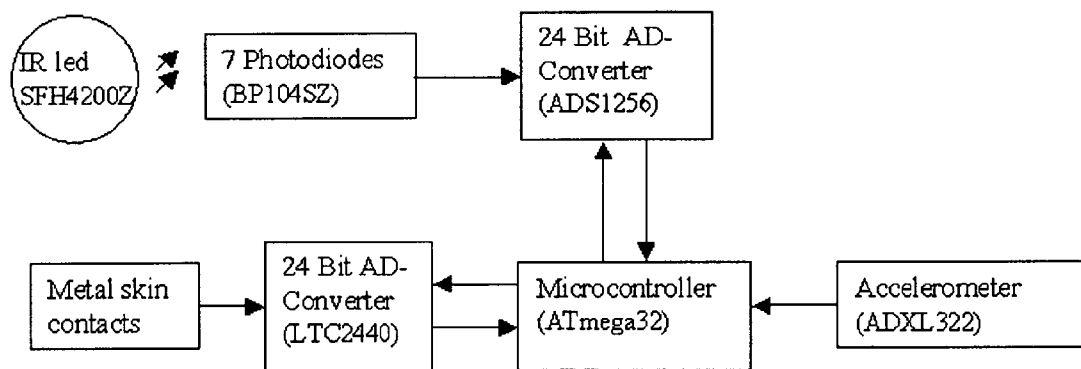 IR led
SFH4200Z
7 Photodiodes
(BP104SZ)
24 Bit AD-
Converter
(ADS1256)
Metal skin
contacts
24 Bit AD-
Converter
(LTC2440)
Microcontroller
(ATmega32)
Accelerometer
(ADXL322)